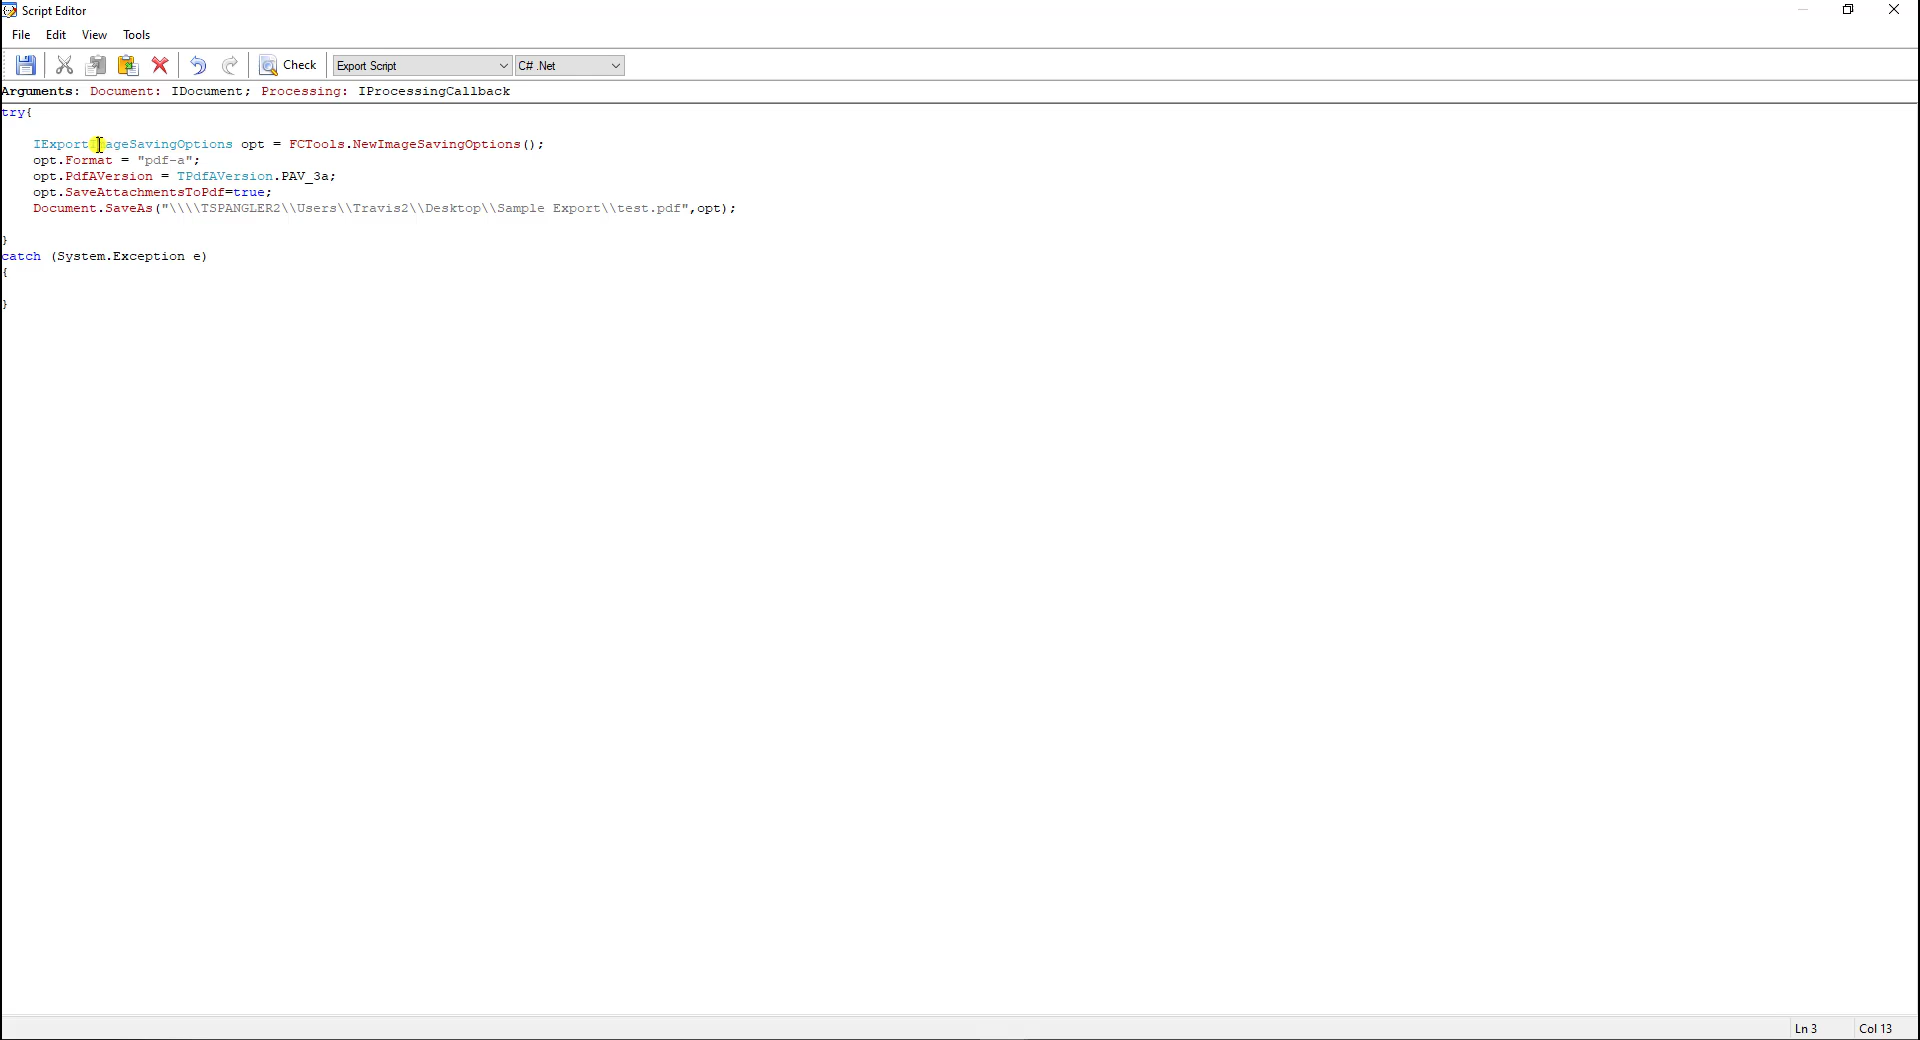 Script Editor
File Edit View Tools
Check Export Script C# .Net
Arguments: Document: IDocument; Processing: IProcessingCallback
try{
IExportImageSavingOptions opt = FCTools.NewImageSavingOptions();
opt.Format = "pdf-a";
opt.PdfAVersion = TPdfAVersion.PAV_3a;
opt.SaveAttachmentsToPdf=true;
Document.SaveAs("\\\\TSPANGLER2\\Users\\Travis2\\Desktop\\Sample Export\\test.pdf",opt);
}
catch (System.Exception e)
{
}
Ln 3 Col 13